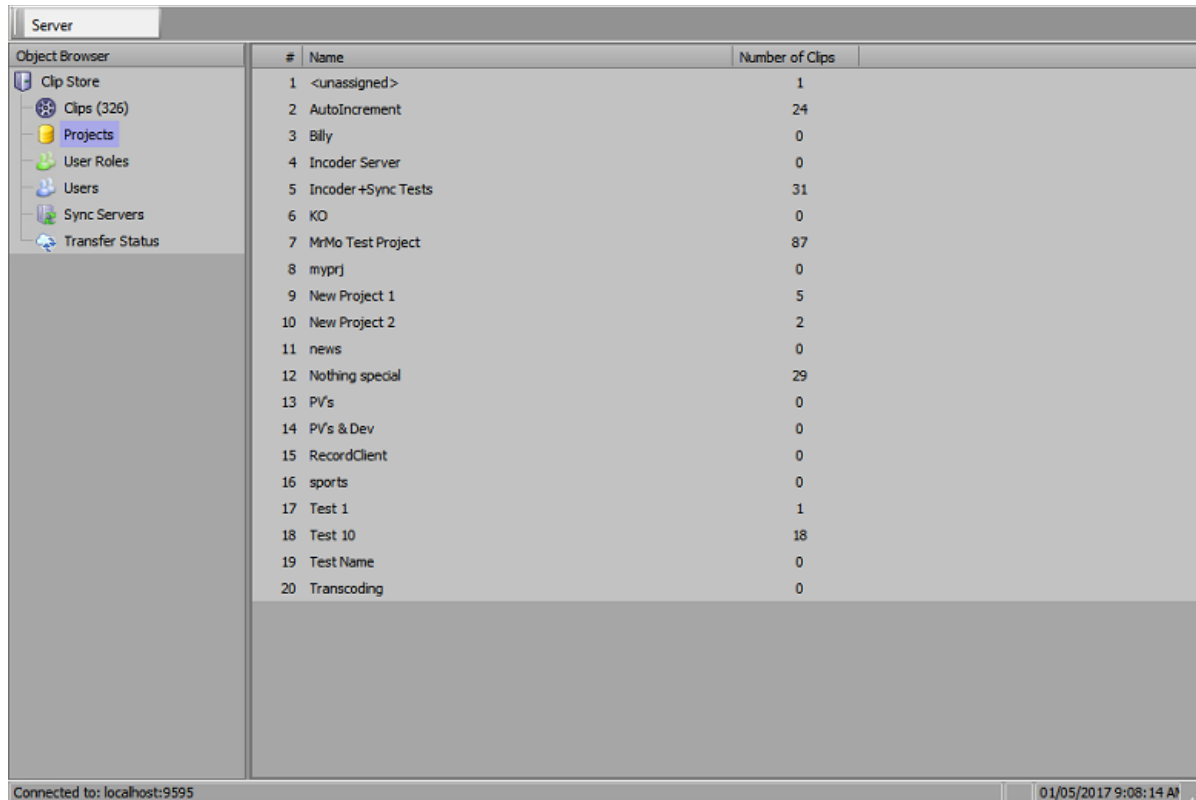 Server
Object Browser
Clip Store
Clips (326)
Projects
User Roles
Users
Sync Servers
Transfer Status
# Name Number of Clips
1 <unassigned> 1
2 AutoIncrement 24
3 Billy 0
4 Incoder Server 0
5 Incoder+Sync Tests 31
6 KO 0
7 MrMo Test Project 87
8 myprj 0
9 New Project 1 5
10 New Project 2 2
11 news 0
12 Nothing special 29
13 PV's 0
14 PV's & Dev 0
15 RecordClient 0
16 sports 0
17 Test 1 1
18 Test 10 18
19 Test Name 0
20 Transcoding 0
Connected to: localhost:9595 01/05/2017 9:08:14 AM